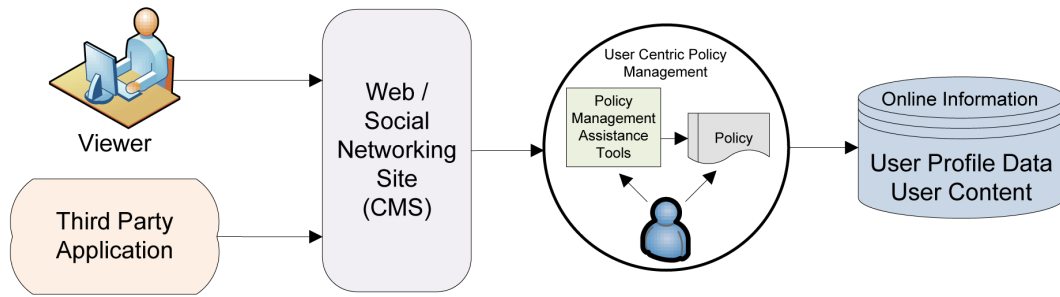 Viewer
Third Party
Application
Web /
Social
Networking
Site
(CMS)
User Centric Policy
Management
Policy
Management
Assistance
Tools
Policy
Online Information
User Profile Data
User Content